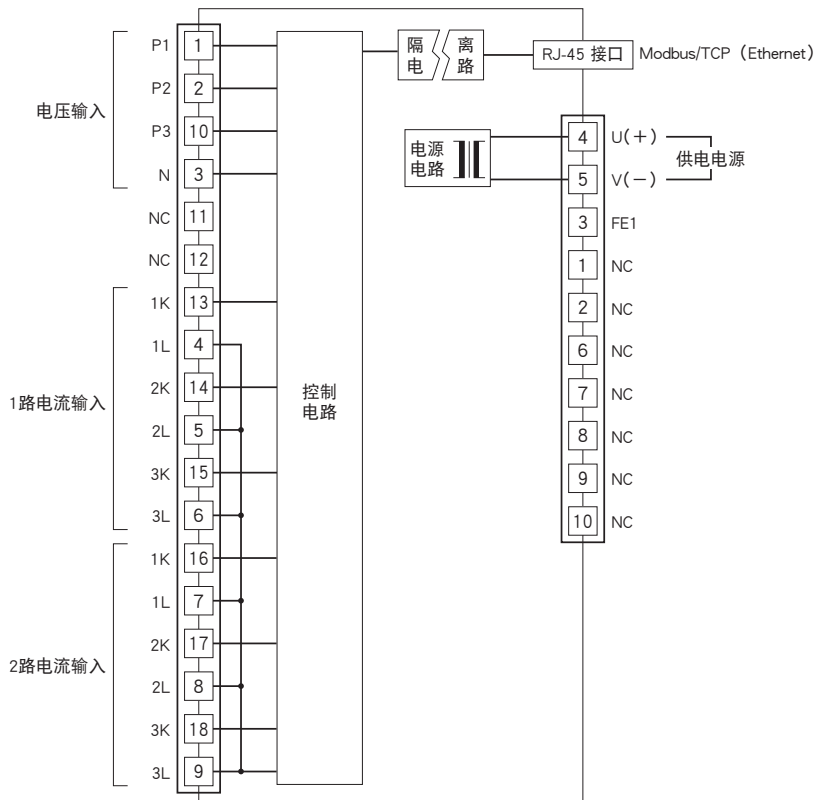 电压输入
P1 1
P2 2
P3 10
N 3
NC 11
NC 12
1路电流输入
1K 13
1L 4
2K 14
2L 5
3K 15
3L 6
2路电流输入
1K 16
1L 7
2K 17
2L 8
3K 18
3L 9
控制
电路
隔 离
电 路
RJ-45 接口 Modbus/TCP（Ethernet）
电源
电路
4 U(＋)
5 V(－)
供电电源
3 FE1
1 NC
2 NC
6 NC
7 NC
8 NC
9 NC
10 NC